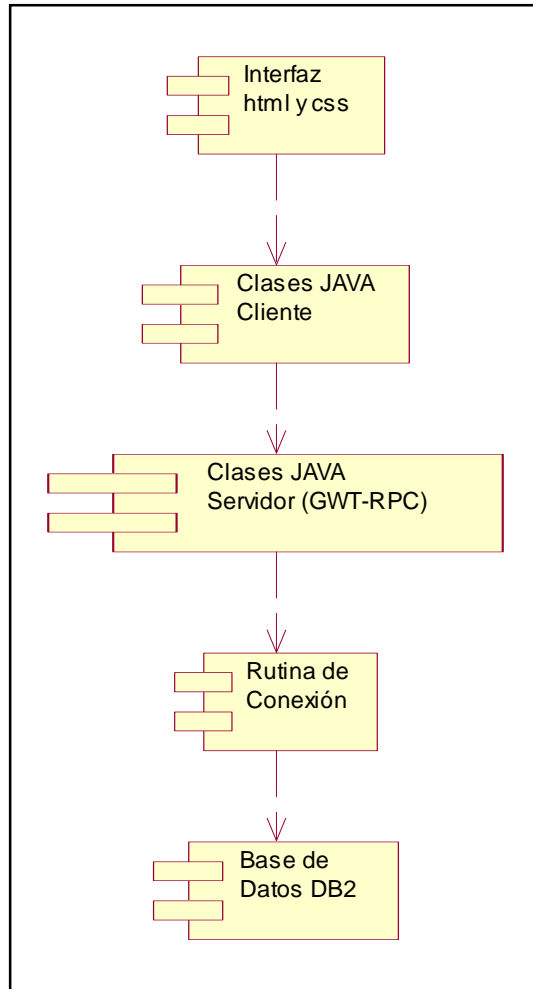 Interfaz
html y css
Clases JAVA
Cliente
Clases JAVA
Servidor (GWT-RPC)
Rutina de
Conexión
Base de
Datos DB2